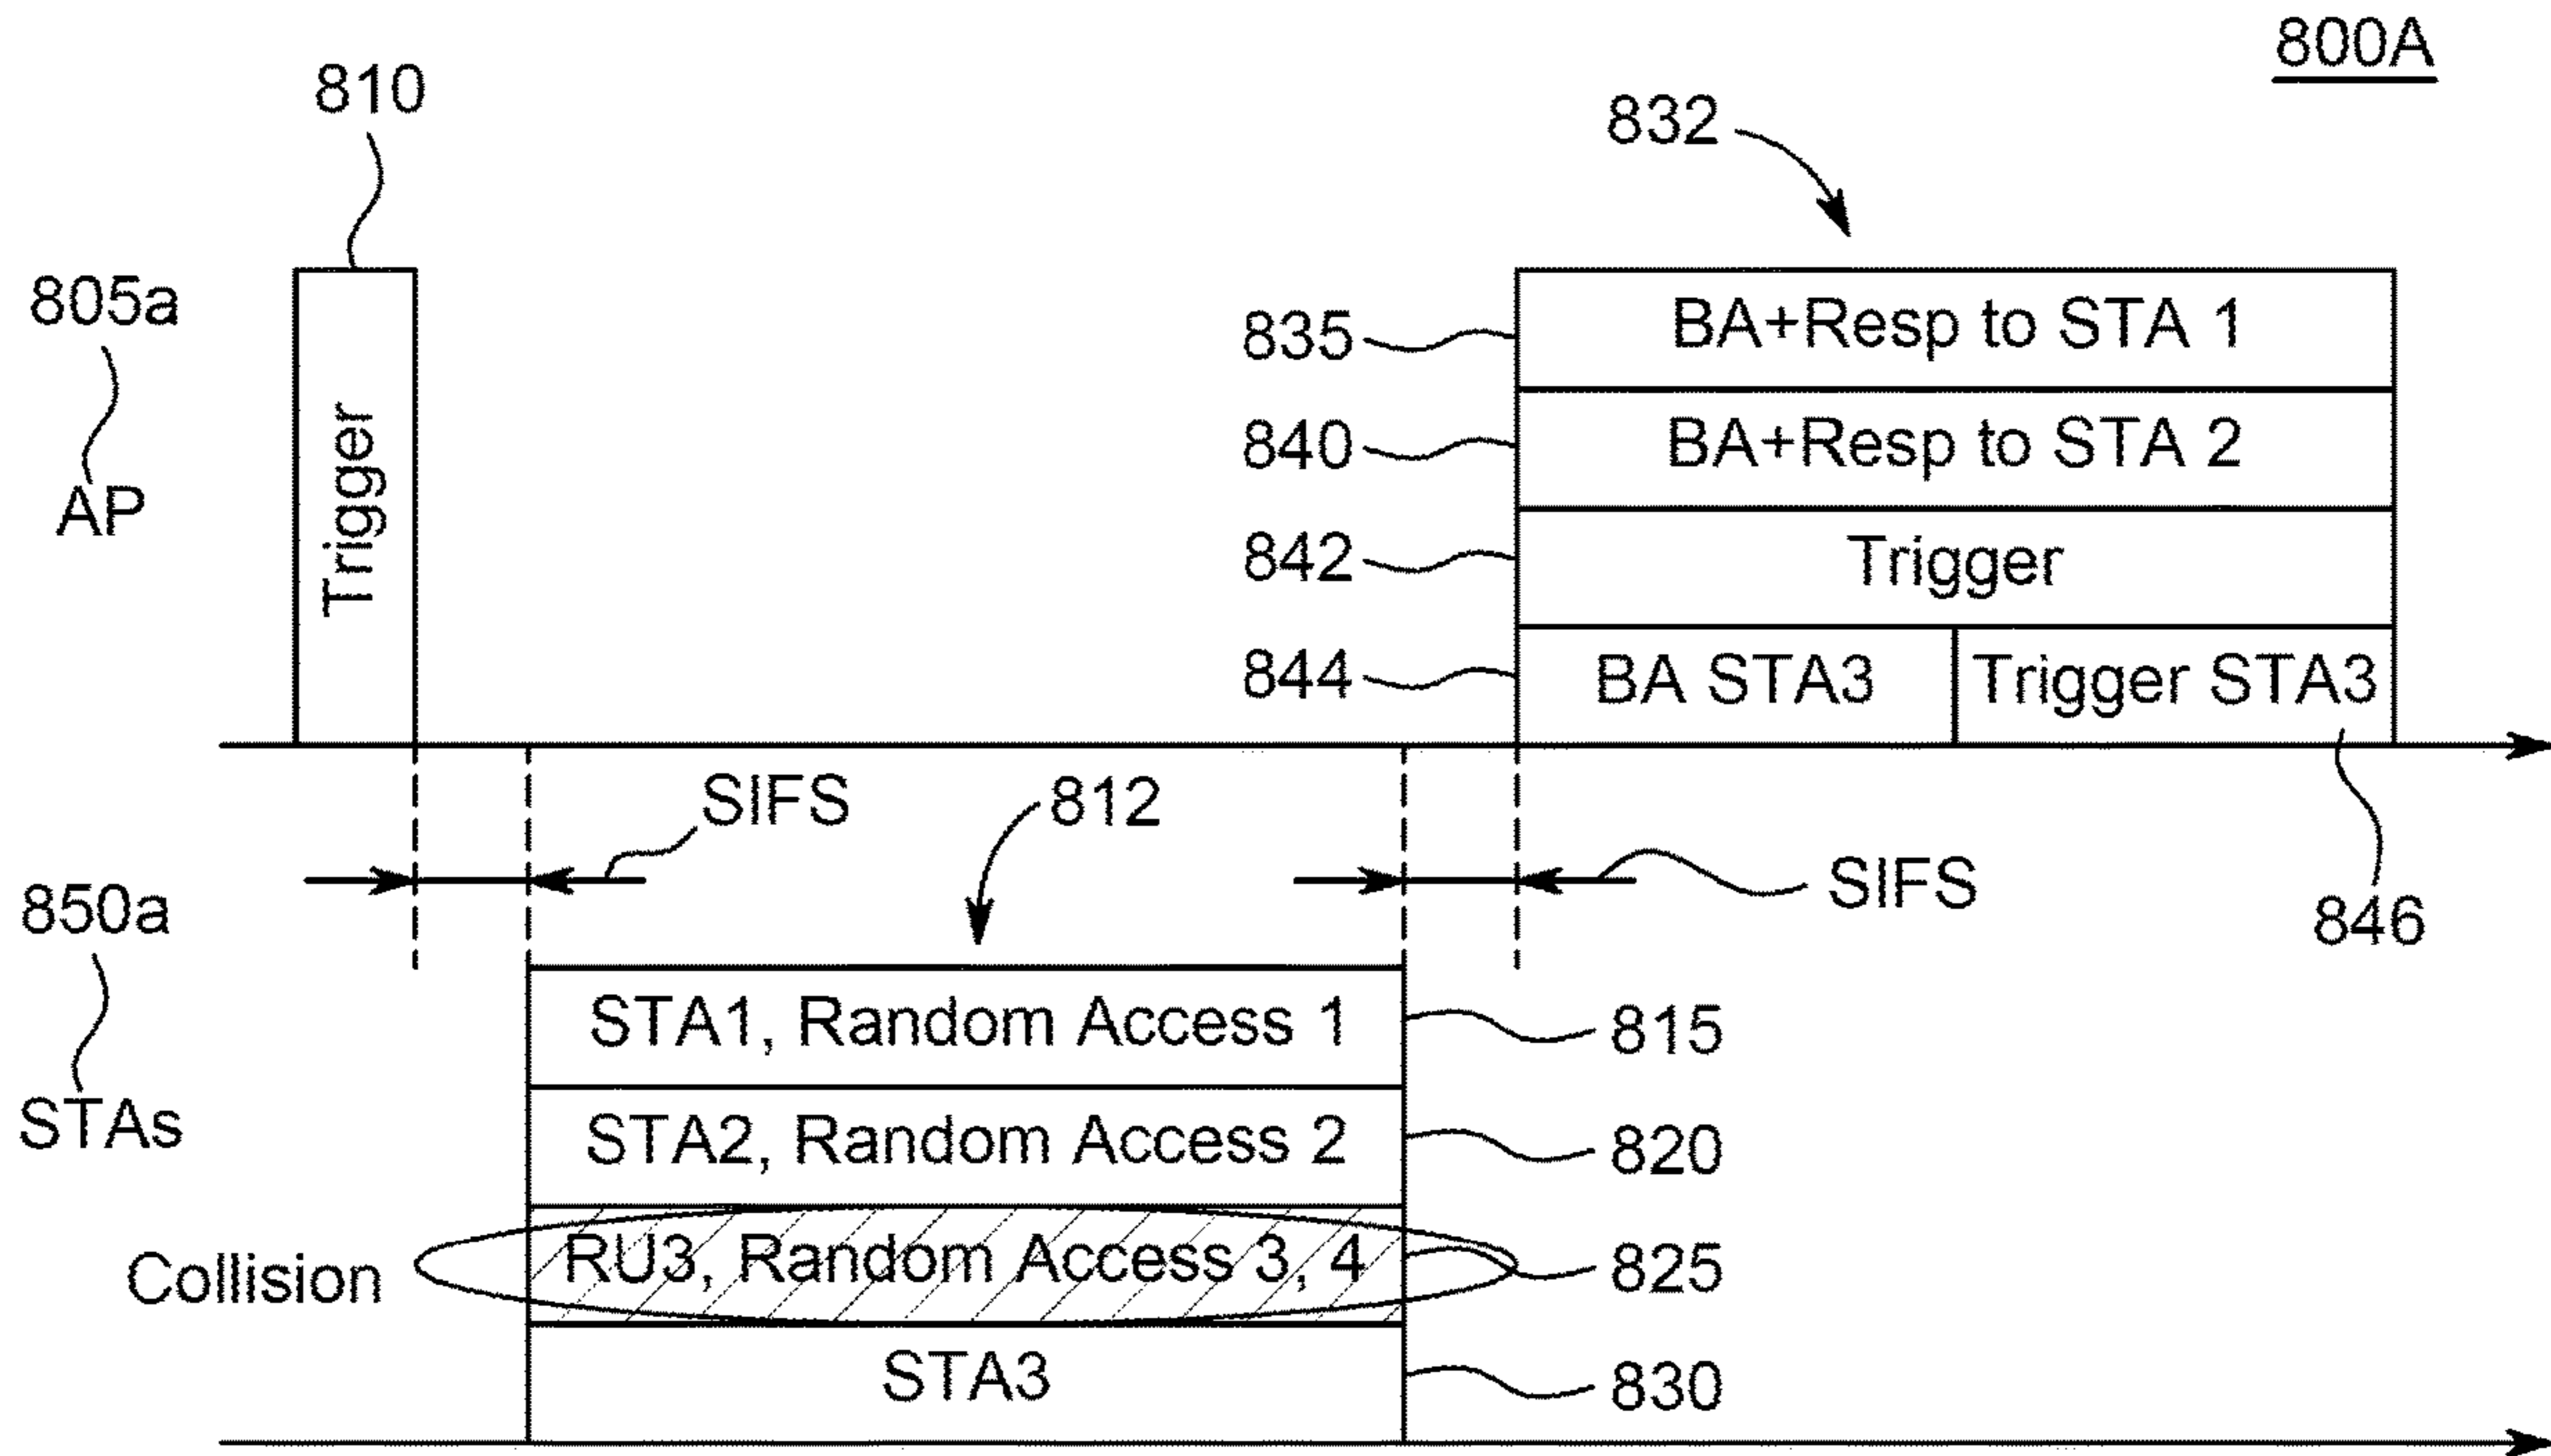 800A
810
832
805a
AP
Trigger
835
BA+Resp to STA 1
840
BA+Resp to STA 2
842
Trigger
844
BA STA3
Trigger STA3
846
SIFS
812
SIFS
850a
STAs
STA1, Random Access 1
815
STA2, Random Access 2
820
Collision
RU3, Random Access 3, 4
825
STA3
830